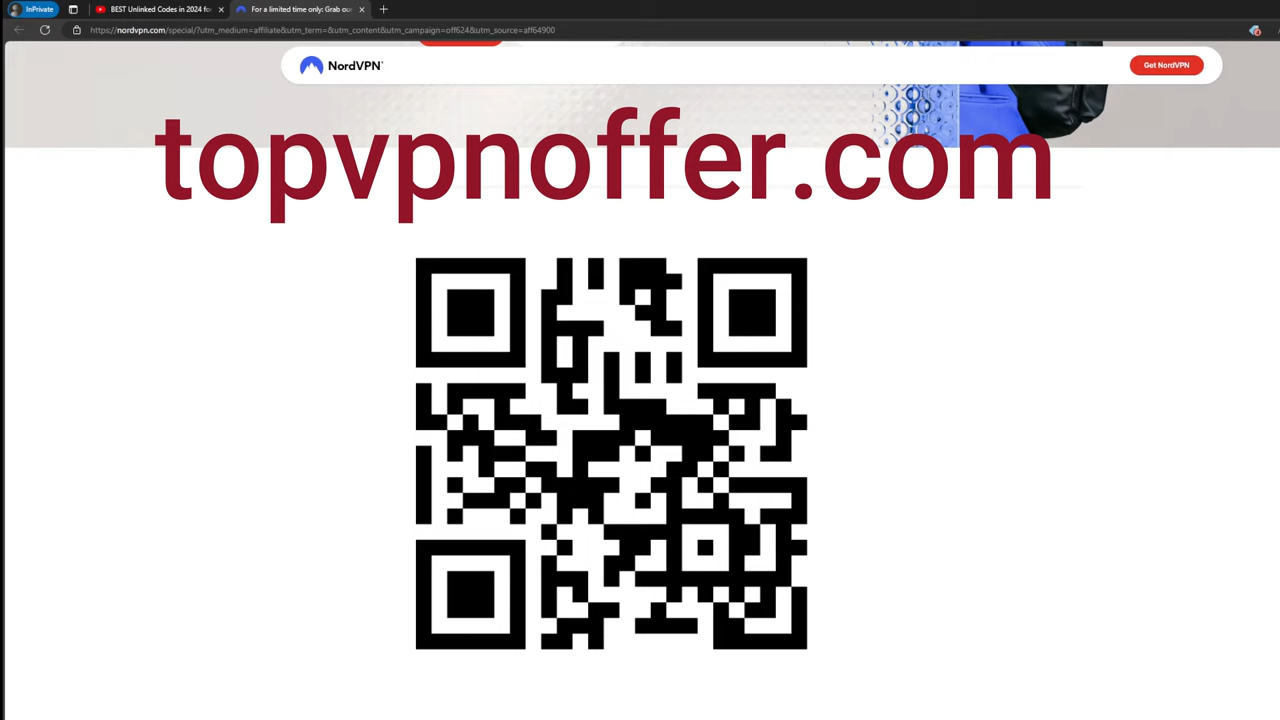 InPrivate
BEST Unlinked Codes in 2024 fo
For a limited time only: Grab ou
https://nordvpn.com/special/?utm_medium=affiliate&utm_term=&utm_content&utm_campaign=off624&utm_source=aff64900
NordVPN®
Get NordVPN
topvpnoffer.com